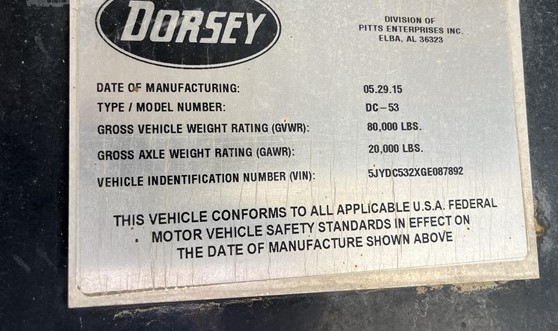 DORSEY
DIVISION OF
PITTS ENTERPRISES INC.
ELBA, AL 36323
DATE OF MANUFACTURING: 05.29.15
TYPE / MODEL NUMBER: DC-53
GROSS VEHICLE WEIGHT RATING (GVWR): 80,000 LBS.
GROSS AXLE WEIGHT RATING (GAWR): 20,000 LBS.
VEHICLE INDENTIFICATION NUMBER (VIN): 5JYDC532XGE087892
THIS VEHICLE CONFORMS TO ALL APPLICABLE U.S.A. FEDERAL
MOTOR VEHICLE SAFETY STANDARDS IN EFFECT ON
THE DATE OF MANUFACTURE SHOWN ABOVE